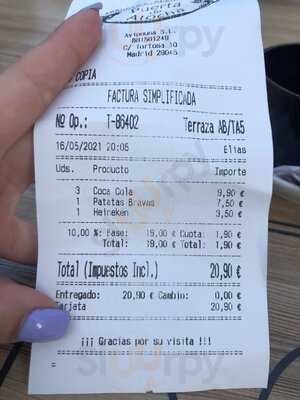 Puerta
Atocha
Avipouna S.L.
B81501249
C/ Tortosa 10
Madrid 28045
COPIA
FACTURA SIMPLIFICADA
Nº Op.: T-86402 Terraza AB/TA5
16/05/2021 20:05 Elias
Uds. Producto Importe
3 Coca Cola 9,90 €
1 Patatas Bravas 7,50 €
1 Heineken 3,50 €
10,00 %: Base: 19,00 € Cuota: 1,90 €
Total: 19,00 € Total: 1,90 €
Total (Impuestos Incl.) 20,90 €
Entregado: 20,90 € Cambio: 0,00 €
Tarjeta 20,90 €
¡¡¡ Gracias por su visita !!!
sluurpy